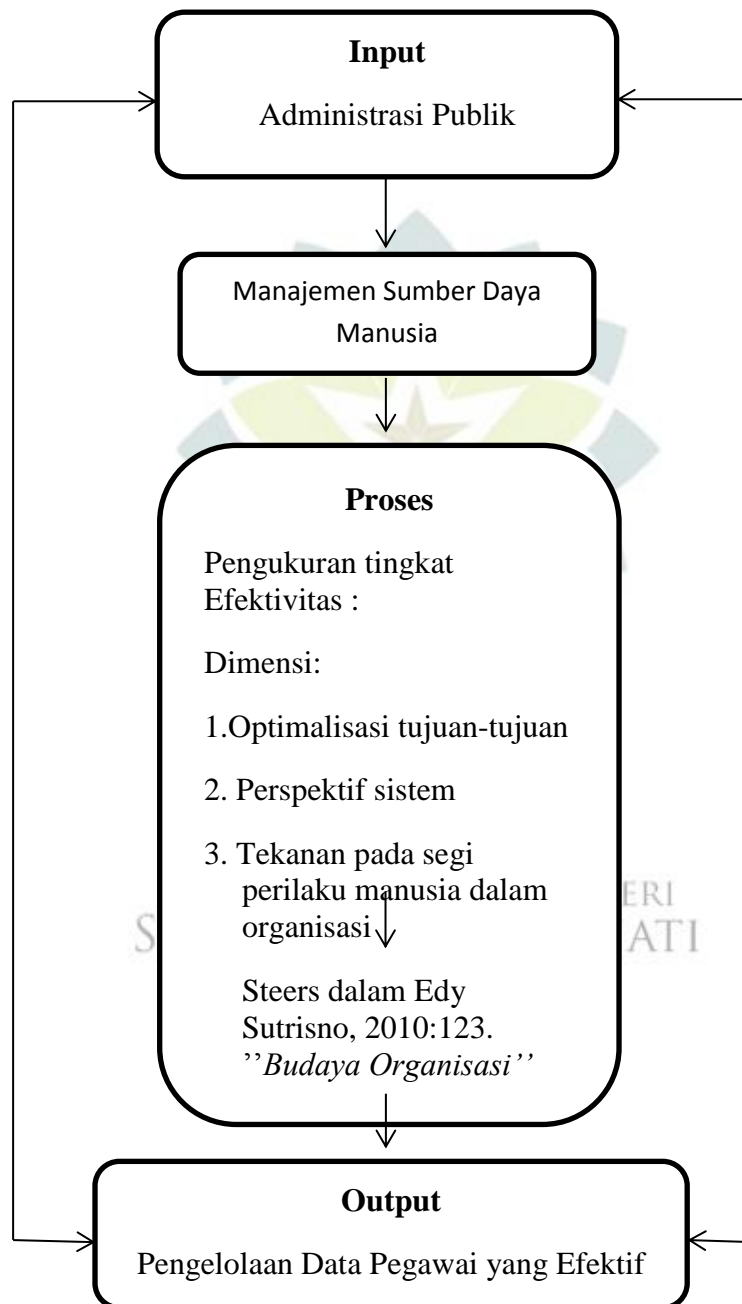 Input
Administrasi Publik
Manajemen Sumber Daya
Manusia
Proses
Pengukuran tingkat
Efektivitas :
Dimensi:
1.Optimalisasi tujuan-tujuan
2. Perspektif sistem
3. Tekanan pada segi
perilaku manusia dalam
organisasi
Steers dalam Edy
Sutrisno, 2010:123.
’’Budaya Organisasi’’
Output
Pengelolaan Data Pegawai yang Efektif